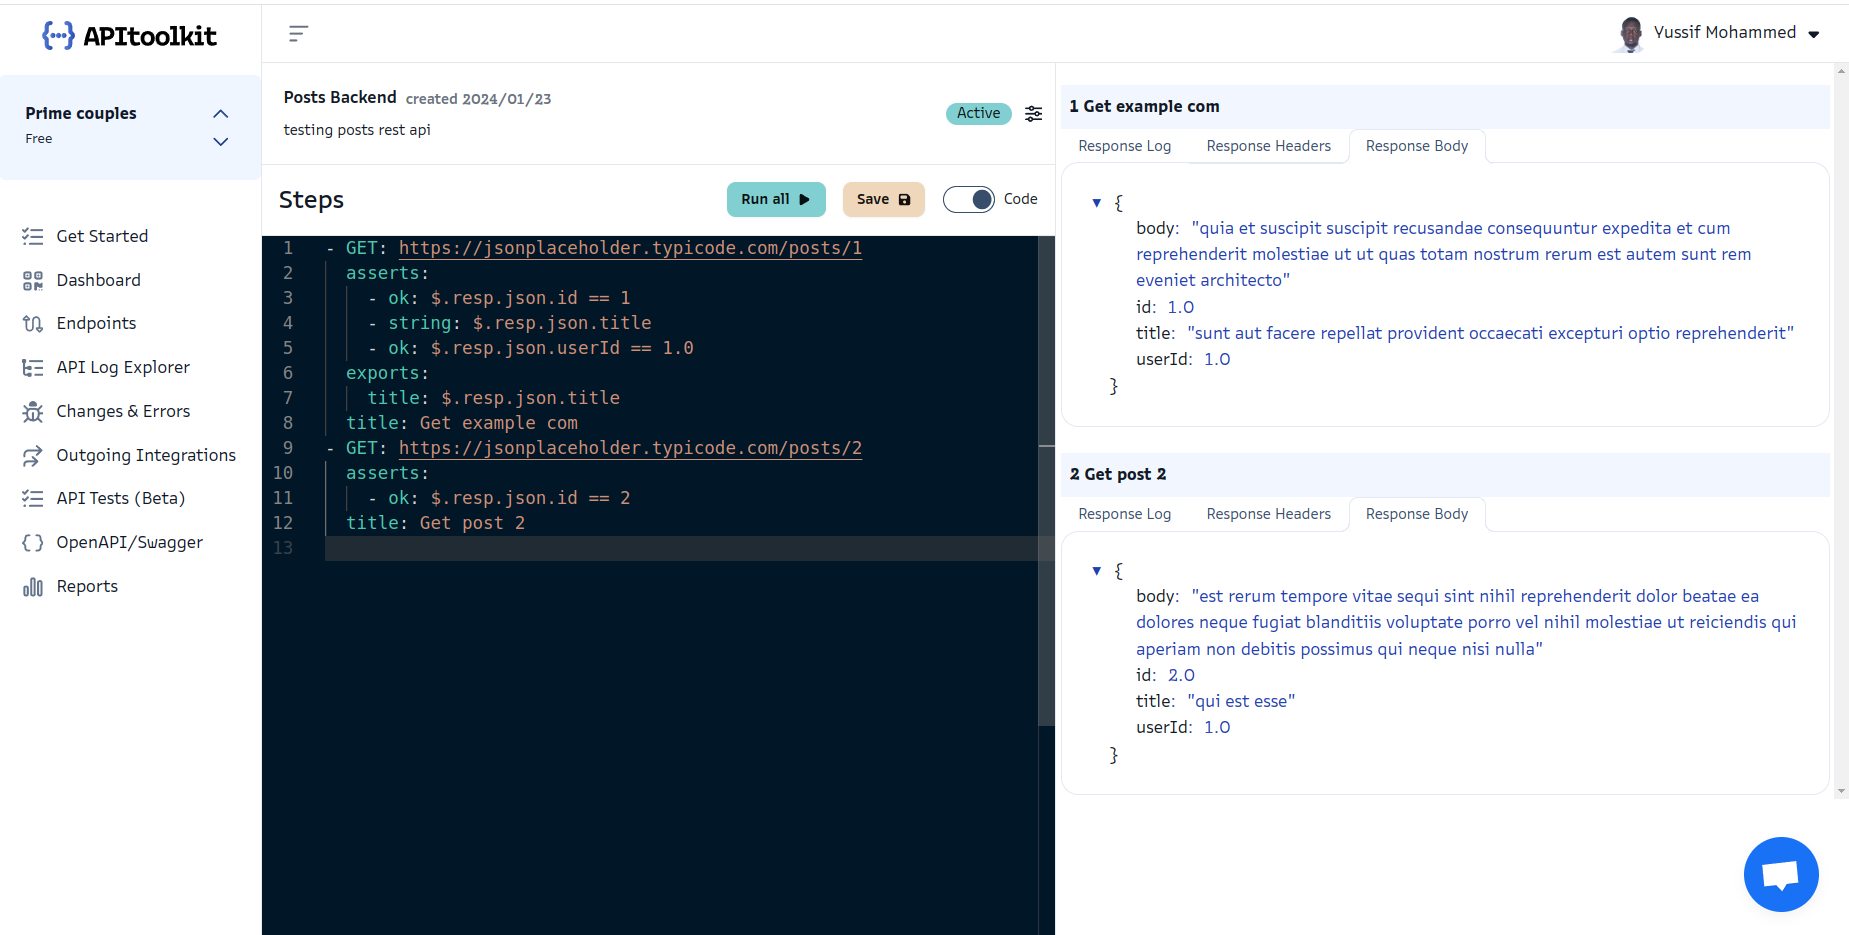 APItoolkit
Yussif Mohammed
Prime couples
Free
Get Started
Dashboard
Endpoints
API Log Explorer
Changes & Errors
Outgoing Integrations
API Tests (Beta)
OpenAPI/Swagger
Reports
Posts Backend created 2024/01/23
testing posts rest api
Active
Steps
Run all
Save
Code
1 - GET: https://jsonplaceholder.typicode.com/posts/1
2 asserts:
3 - ok: $.resp.json.id == 1
4 - string: $.resp.json.title
5 - ok: $.resp.json.userId == 1.0
6 exports:
7 title: $.resp.json.title
8 title: Get example com
9 - GET: https://jsonplaceholder.typicode.com/posts/2
10 asserts:
11 - ok: $.resp.json.id == 2
12 title: Get post 2
13
1 Get example com
Response Log Response Headers Response Body
{
body: "quia et suscipit suscipit recusandae consequuntur expedita et cum
reprehenderit molestiae ut ut quas totam nostrum rerum est autem sunt rem
eveniet architecto"
id: 1.0
title: "sunt aut facere repellat provident occaecati excepturi optio reprehenderit"
userId: 1.0
}
2 Get post 2
Response Log Response Headers Response Body
{
body: "est rerum tempore vitae sequi sint nihil reprehenderit dolor beatae ea
dolores neque fugiat blanditiis voluptate porro vel nihil molestiae ut reiciendis qui
aperiam non debitis possimus qui neque nisi nulla"
id: 2.0
title: "qui est esse"
userId: 1.0
}